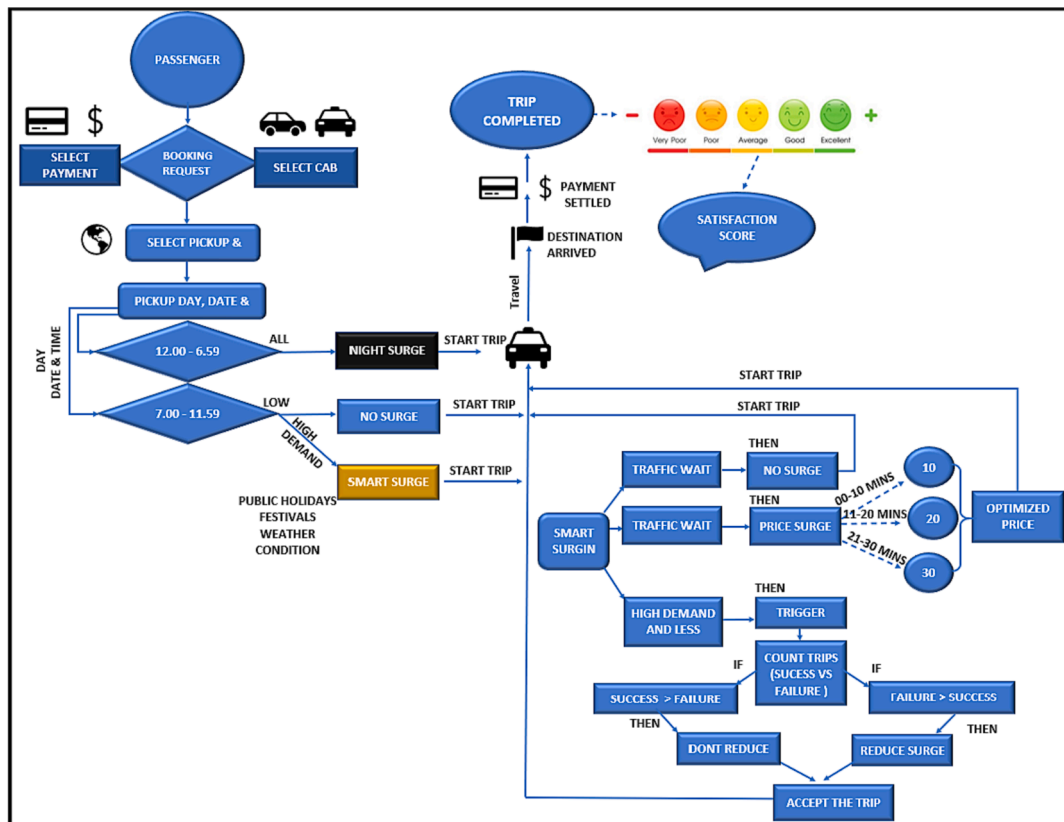 PASSENGER
SELECT
PAYMENT
BOOKING
REQUEST
SELECT CAB
SELECT PICKUP &
PICKUP DAY, DATE &
DAY
DATE & TIME
12.00 - 6.59
ALL
NIGHT SURGE
START TRIP
7.00 - 11.59
LOW
NO SURGE
START TRIP
HIGH
DEMAND
SMART SURGE
START TRIP
PUBLIC HOLIDAYS
FESTIVALS
WEATHER
CONDITION
TRIP
COMPLETED
Very Poor
Poor
Average
Good
Excellent
SATISFACTION
SCORE
$
$
PAYMENT
SETTLED
DESTINATION
ARRIVED
Travel
START TRIP
START TRIP
SMART
SURGIN
TRAFFIC WAIT
THEN
NO SURGE
TRAFFIC WAIT
THEN
PRICE SURGE
00-10 MINS
11-20 MINS
21-30 MINS
10
20
30
OPTIMIZED
PRICE
HIGH DEMAND
AND LESS
THEN
TRIGGER
COUNT TRIPS
(SUCESS VS
FAILURE )
IF
IF
SUCCESS > FAILURE
FAILURE > SUCCESS
THEN
THEN
DONT REDUCE
REDUCE SURGE
ACCEPT THE TRIP